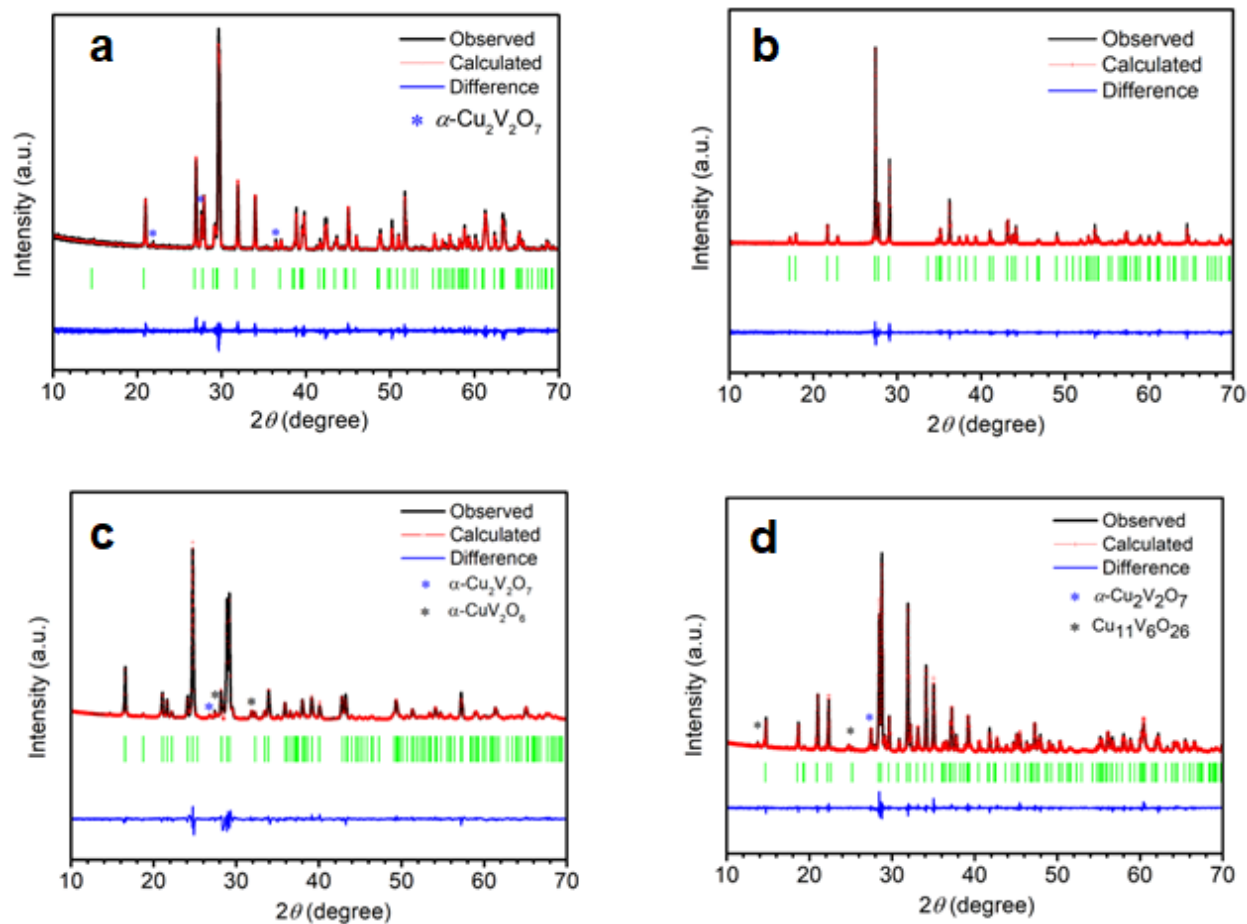 a
Observed
Calculated
Difference
* α-Cu₂V₂O₇
Intensity (a.u.)
10 20 30 40 50 60 70
2θ (degree)
b
Observed
Calculated
Difference
Intensity (a.u.)
10 20 30 40 50 60 70
2θ (degree)
c
Observed
Calculated
Difference
* α-Cu₂V₂O₇
* α-CuV₂O₆
Intensity (a.u.)
10 20 30 40 50 60 70
2θ (degree)
d
Observed
Calculated
Difference
* α-Cu₂V₂O₇
* Cu₁₁V₆O₂₆
Intensity (a.u.)
10 20 30 40 50 60 70
2θ (degree)